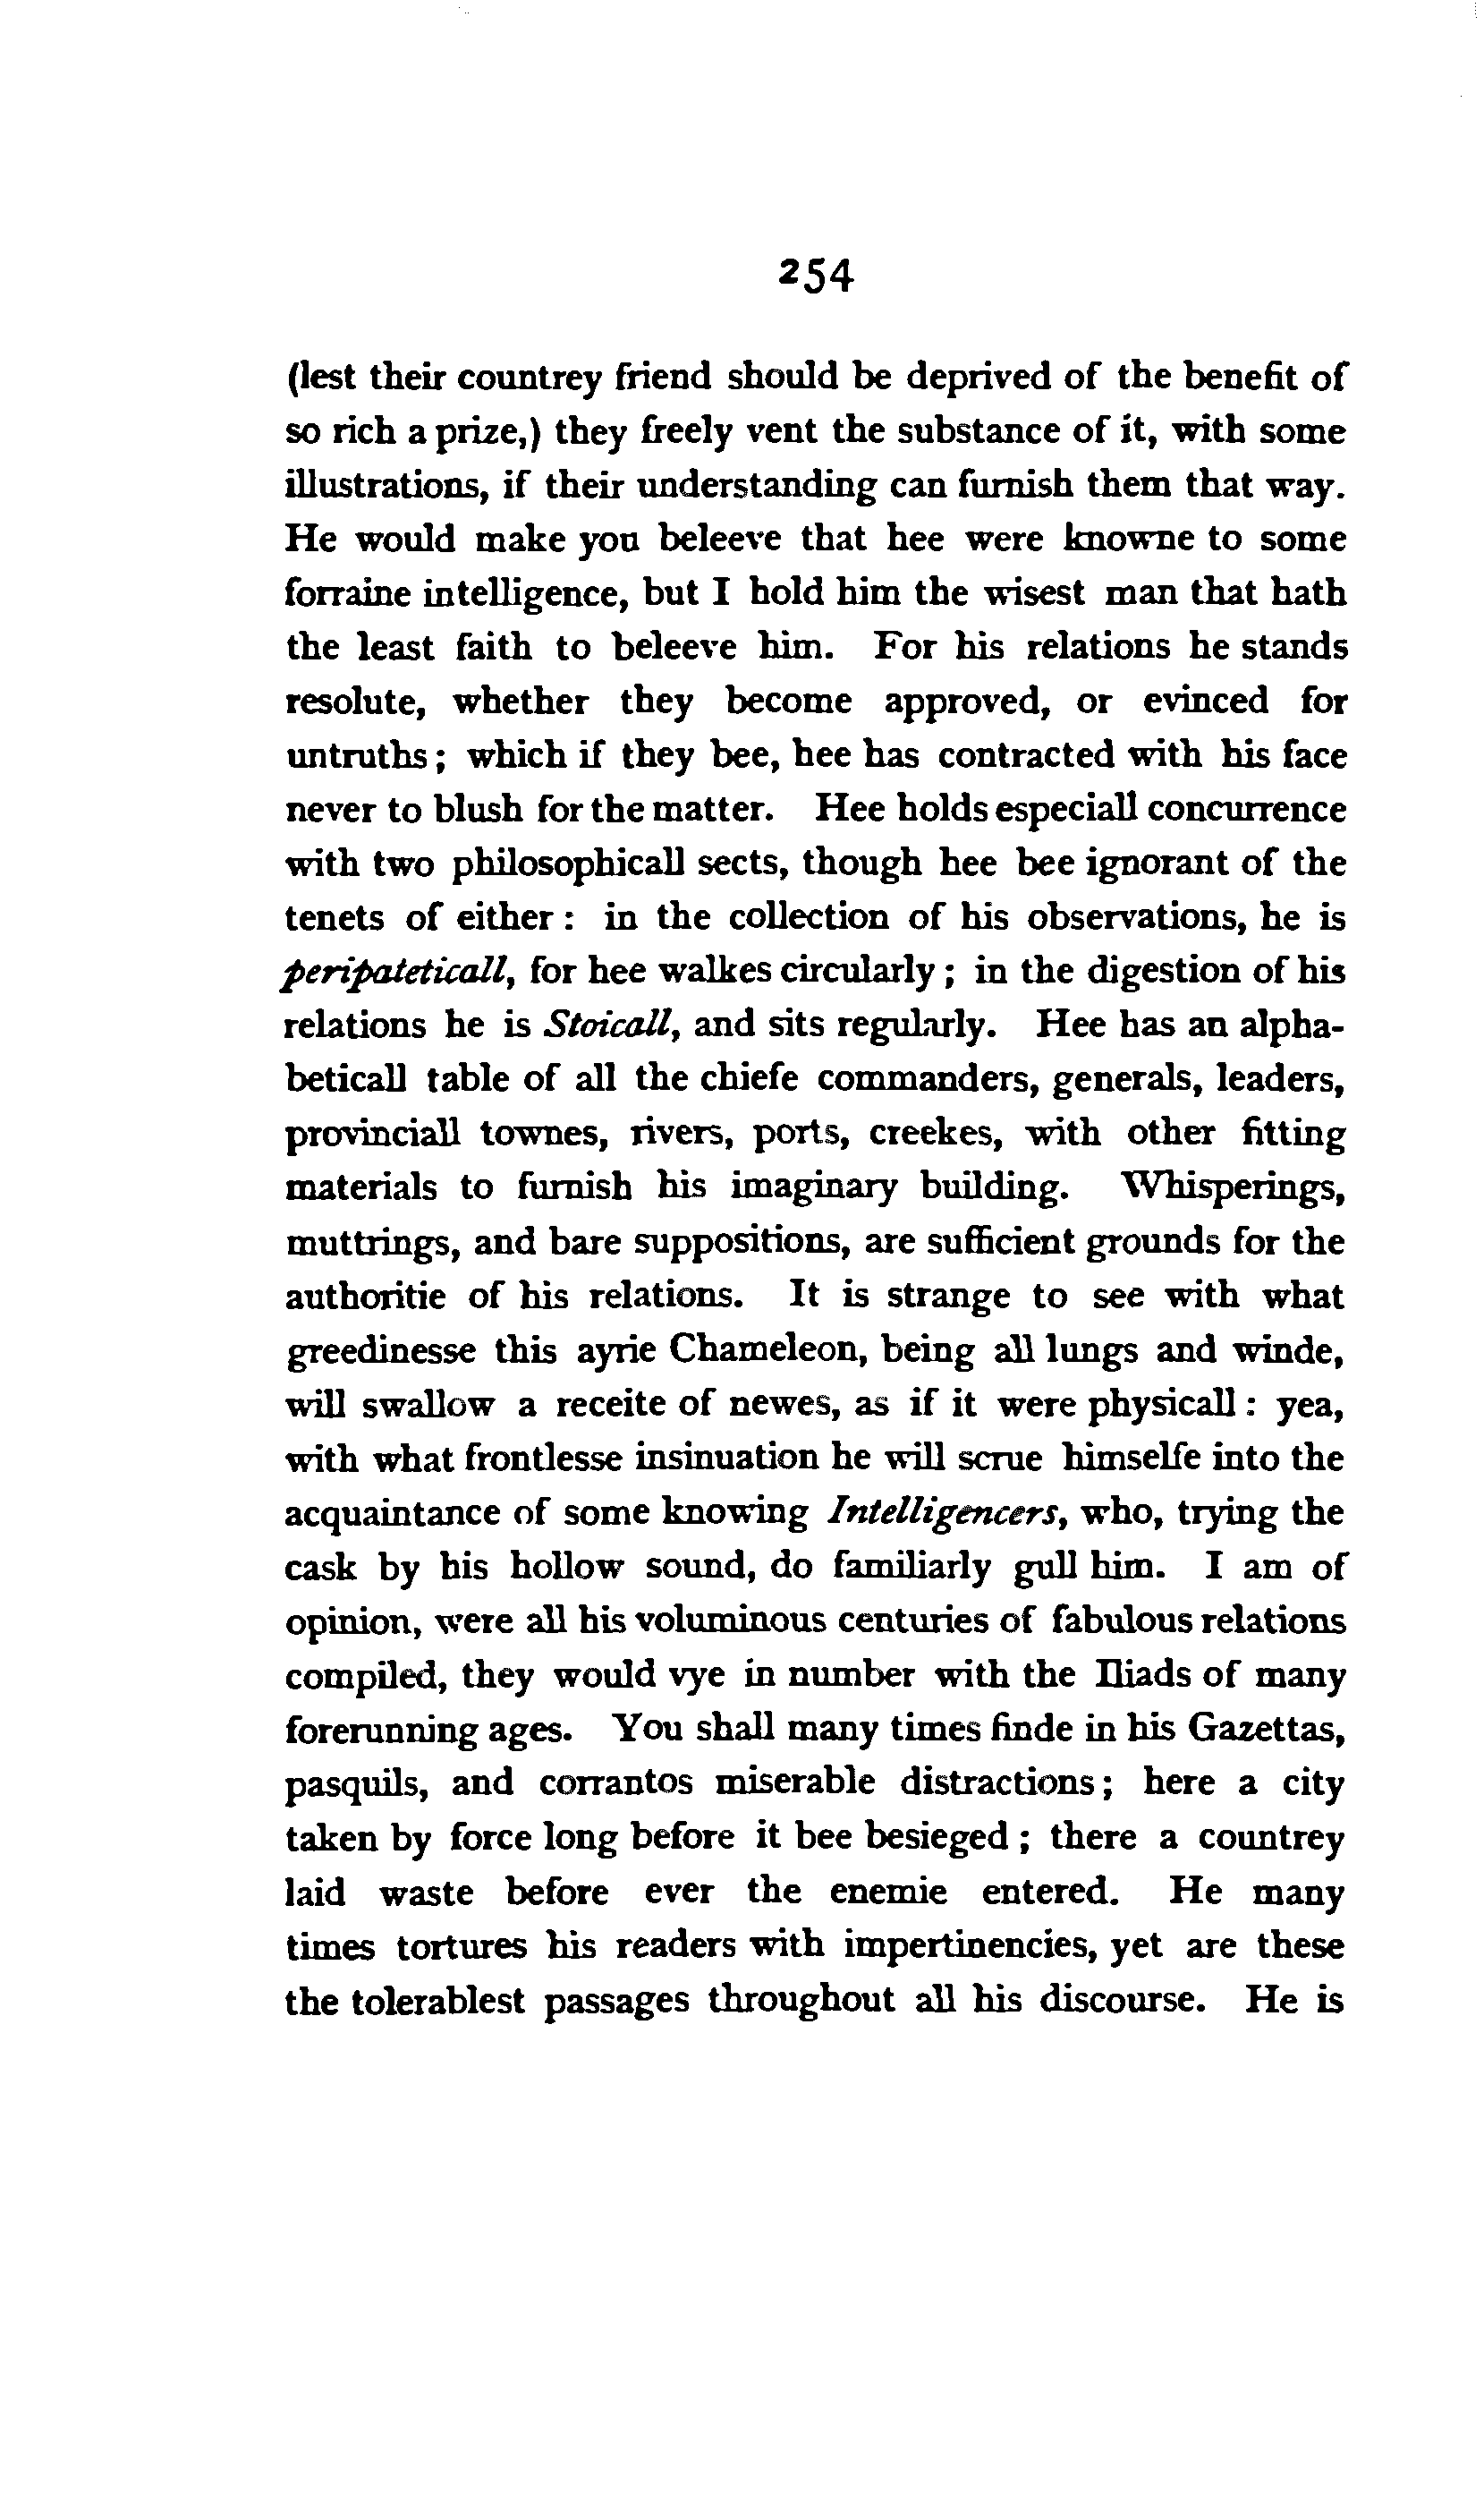 254
(lest their countrey friend should be deprived of the benefit of
so rich a prize,) they freely vent the substance of it, with some
illustrations, if their understanding can furnish them that way.
He would make you beleeve that hee were knowne to some
forraine intelligence, but I hold him the wisest man that hath
the least faith to beleeve him. For his relations he stands
resolute, whether they become approved, or evinced for
untruths; which if they bee, hee has contracted with his face
never to blush for the matter. Hee holds especiall concurrence
with two philosophicall sects, though hee bee ignorant of the
tenets of either: in the collection of his observations, he is
peripateticall, for hee walkes circularly; in the digestion of his
relations he is Stoicall, and sits regularly. Hee has an alpha-
beticall table of all the chiefe commanders, generals, leaders,
provinciall townes, rivers, ports, creekes, with other fitting
materials to furnish his imaginary building. Whisperings,
muttrings, and bare suppositions, are sufficient grounds for the
authoritie of his relations. It is strange to see with what
greedinesse this ayrie Chameleon, being all lungs and winde,
will swallow a receite of newes, as if it were physicall: yea,
with what frontlesse insinuation he will scrue himselfe into the
acquaintance of some knowing Intelligencers, who, trying the
cask by his hollow sound, do familiarly gull him. I am of
opinion, were all his voluminous centuries of fabulous relations
compiled, they would vye in number with the Iliads of many
forerunning ages. You shall many times finde in his Gazettas,
pasquils, and corrantos miserable distractions; here a city
taken by force long before it bee besieged; there a countrey
laid waste before ever the enemie entered. He many
times tortures his readers with impertinencies, yet are these
the tolerablest passages throughout all his discourse. He is